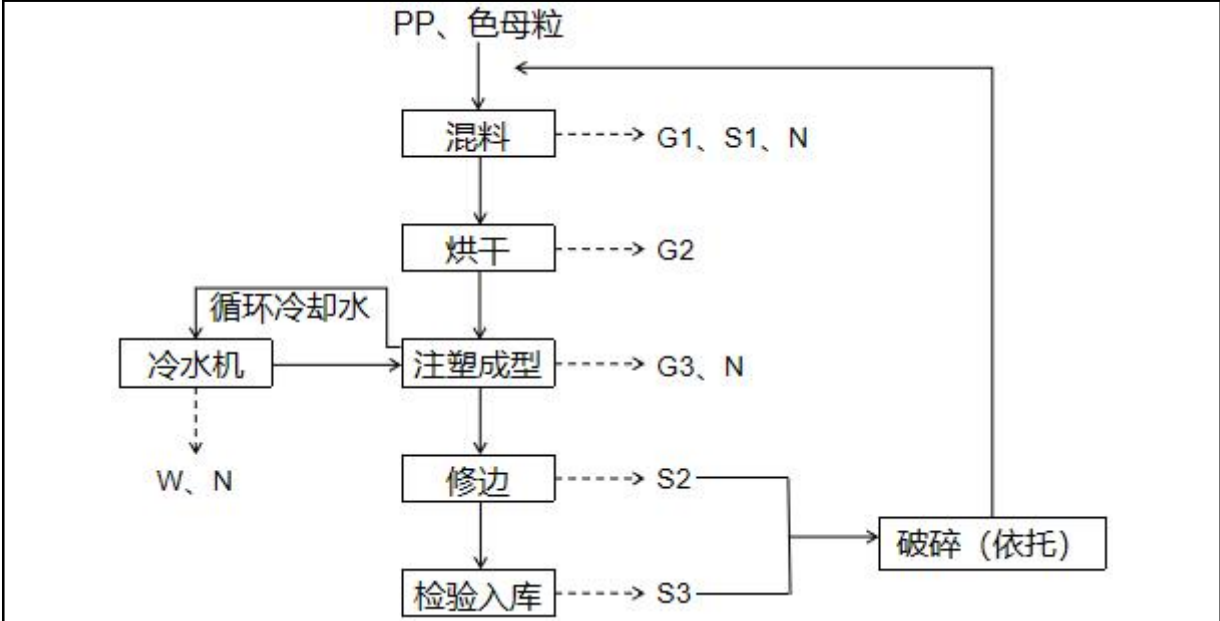 PP、色母粒
混料
G1、S1、N
烘干
G2
循环冷却水
冷水机
注塑成型
G3、N
W、N
修边
S2
破碎（依托）
检验入库
S3